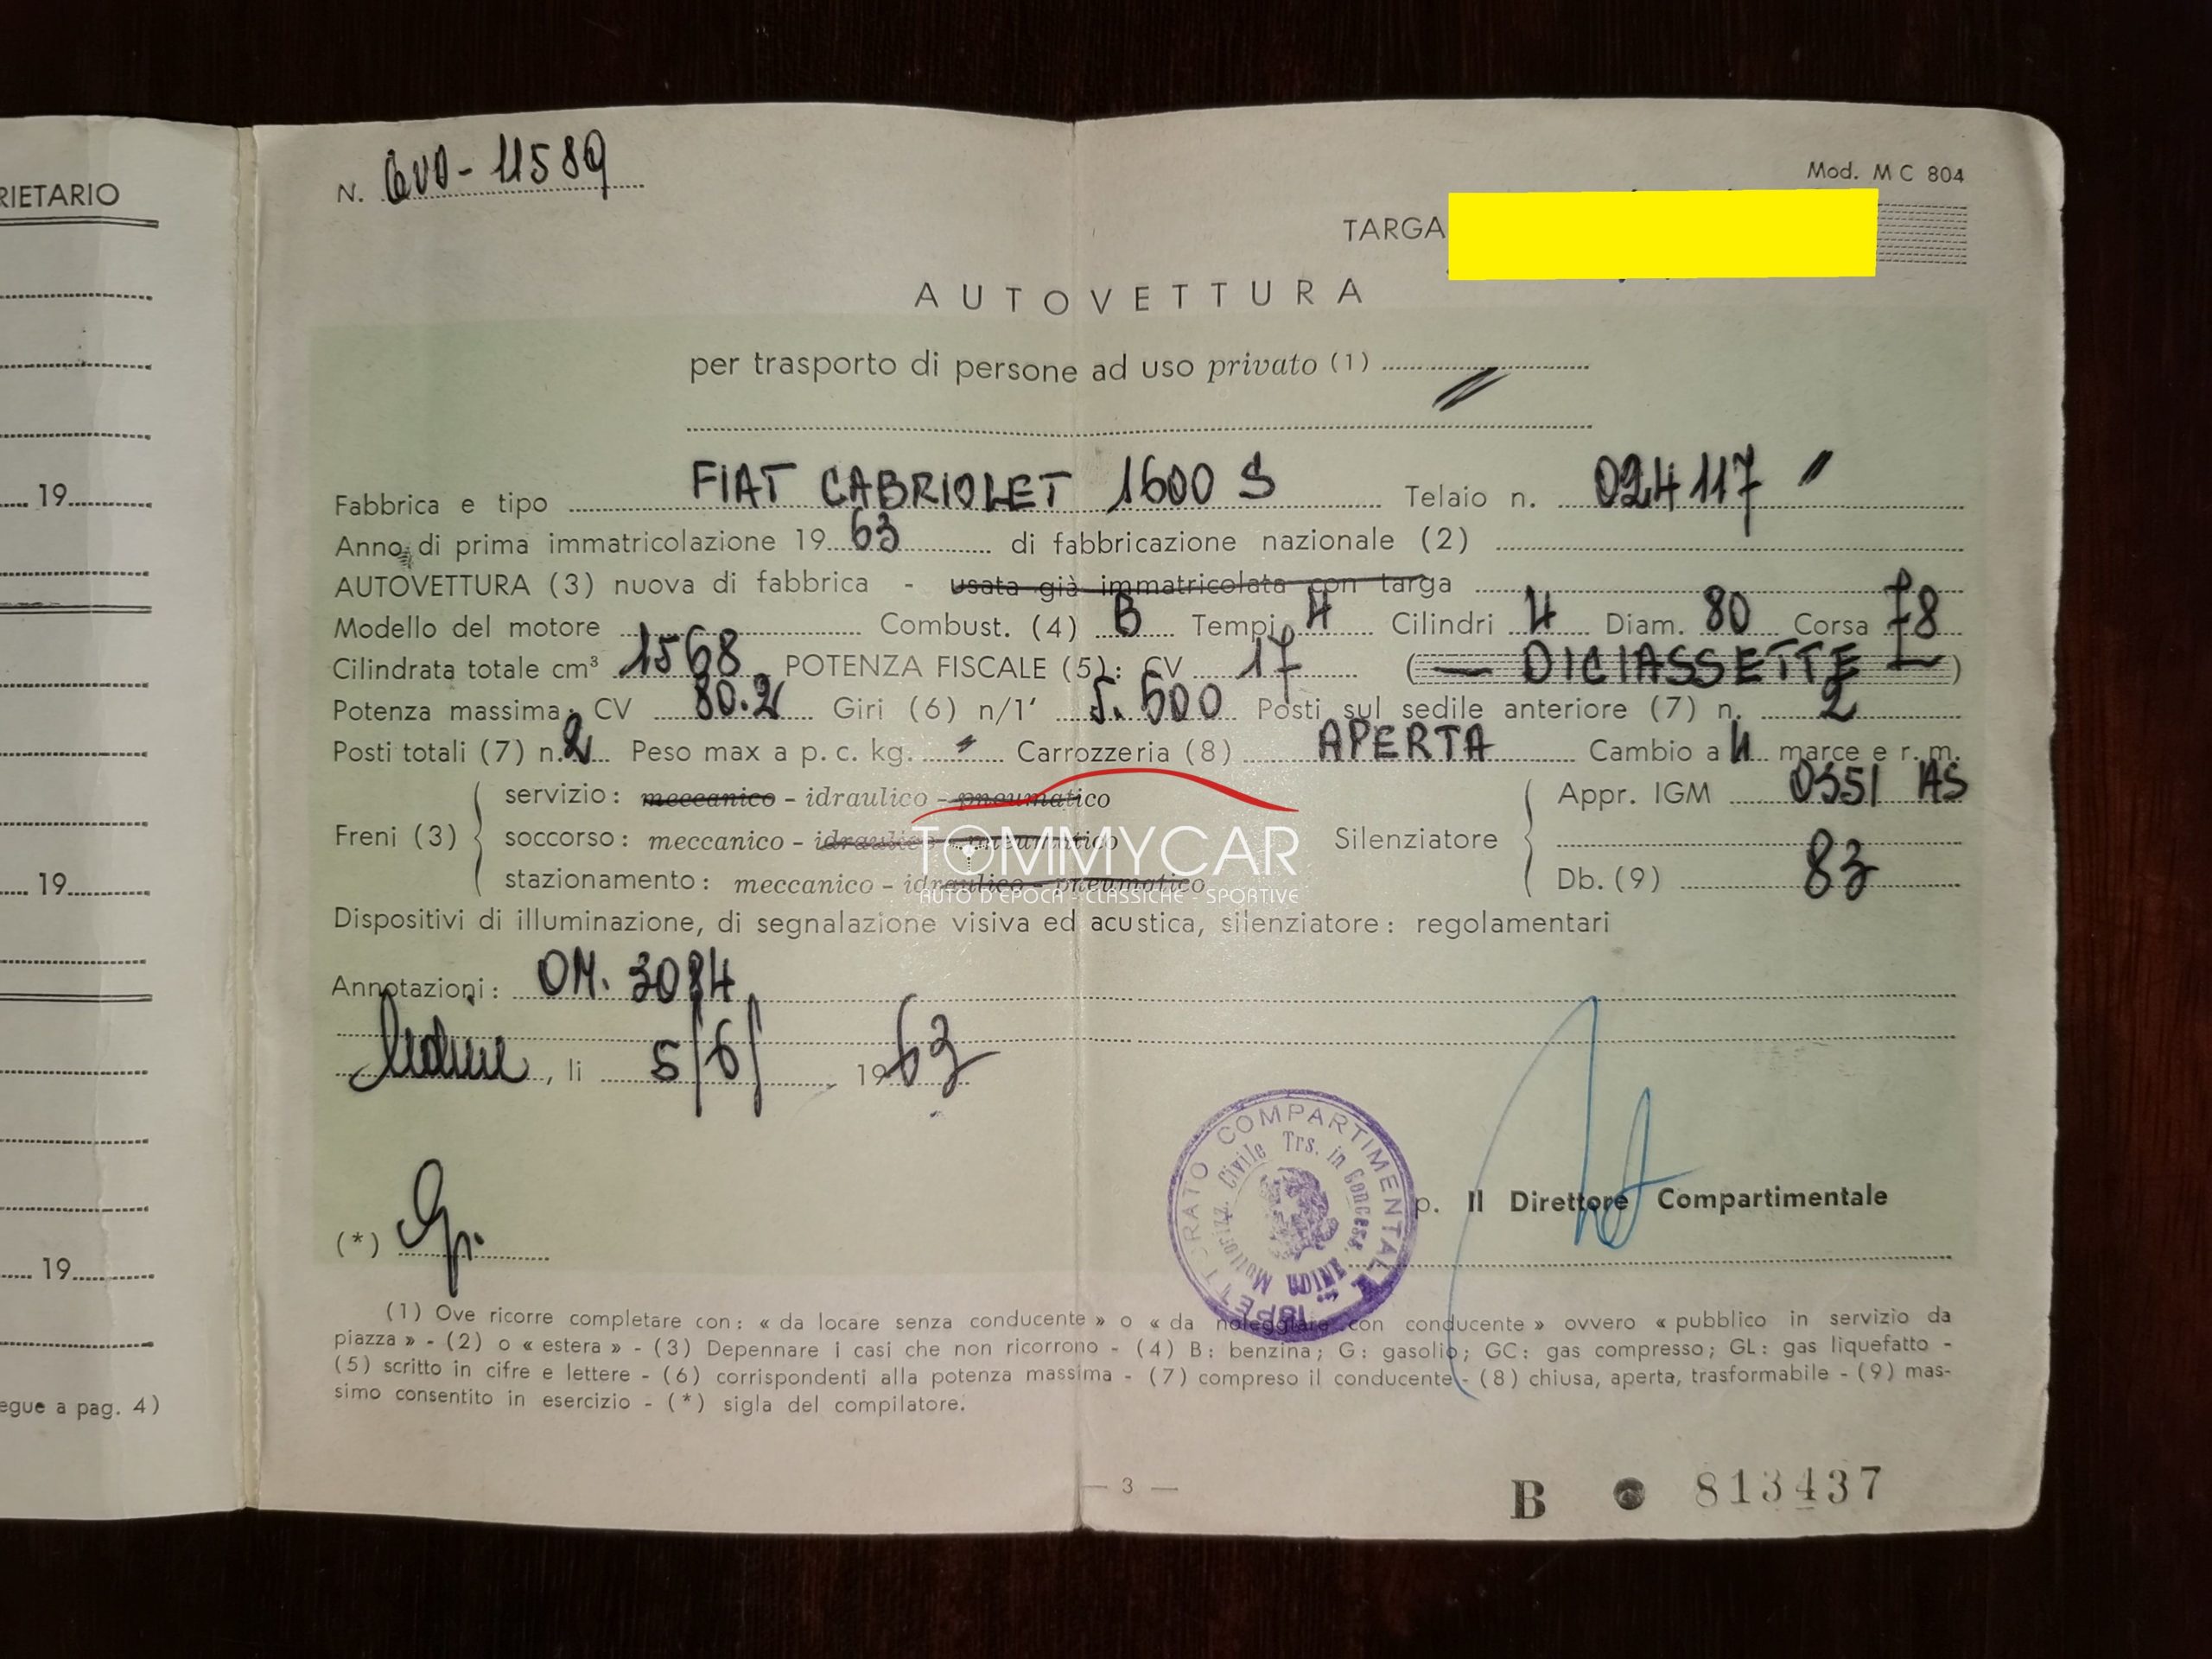 RIETARIO
19
19
19
egue a pag. 4)
N. GVD-11589
Mod. MC 804
TARGA
AUTOVETTURA
per trasporto di persone ad uso privato (1)
Fabbrica e tipo FIAT CABRIOLET 1600 S Telaio n. 024117
Anno di prima immatricolazione 1963 di fabbricazione nazionale (2)
AUTOVETTURA (3) nuova di fabbrica - usata già immatricolata con targa
Modello del motore Combust. (4) B Tempi 4 Cilindri 4 Diam. 80 Corsa 78
Cilindrata totale cm³ 1568 POTENZA FISCALE (5): CV 17 (— DICIASSETTE —)
Potenza massima: CV 80.2 Giri (6) n/1' 5.500 Posti sul sedile anteriore (7) n. 2
Posti totali (7) n. 2 Peso max a p. c. kg. Carrozzeria (8) APERTA Cambio a 4 marce e r. m.
Freni (3)
servizio: meccanico - idraulico - pneumatico
soccorso: meccanico - idraulico - pneumatico
stazionamento: meccanico - idraulico - pneumatico
Silenziatore
Appr. IGM 0551 AS
Db. (9) 83
TOMMYCAR
AUTO D'EPOCA - CLASSICHE - SPORTIVE
Dispositivi di illuminazione, di segnalazione visiva ed acustica, silenziatore: regolamentari
Annotazioni: OM. 3084
Udine, li 5/6/ 1963
ISPETTORATO COMPARTIMENTALE
Motorizz. Civile Trs. in Concess.
UDINE
p. Il Direttore Compartimentale
(*)
(1) Ove ricorre completare con: « da locare senza conducente » o « da noleggiare con conducente » ovvero « pubblico in servizio da
piazza » - (2) o « estera » - (3) Depennare i casi che non ricorrono - (4) B: benzina; G: gasolio; GC: gas compresso; GL: gas liquefatto -
(5) scritto in cifre e lettere - (6) corrispondenti alla potenza massima - (7) compreso il conducente - (8) chiusa, aperta, trasformabile - (9) mas-
simo consentito in esercizio - (*) sigla del compilatore.
— 3 —
B 813437